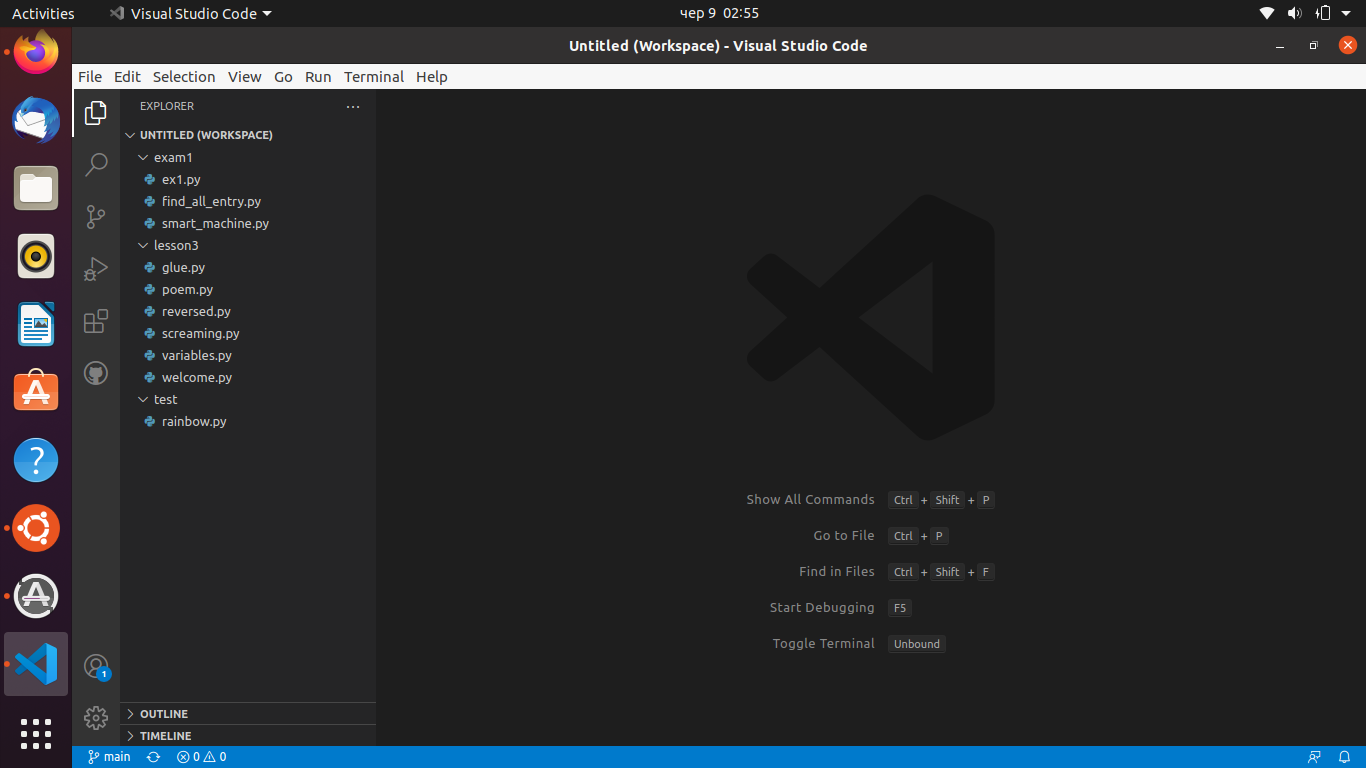 Activities
Visual Studio Code
чер 9 02:55
Untitled (Workspace) - Visual Studio Code
File Edit Selection View Go Run Terminal Help
EXPLORER
UNTITLED (WORKSPACE)
exam1
ex1.py
find_all_entry.py
smart_machine.py
lesson3
glue.py
poem.py
reversed.py
screaming.py
variables.py
welcome.py
test
rainbow.py
Show All Commands Ctrl + Shift + P
Go to File Ctrl + P
Find in Files Ctrl + Shift + F
Start Debugging F5
Toggle Terminal Unbound
1
OUTLINE
TIMELINE
main 0 0